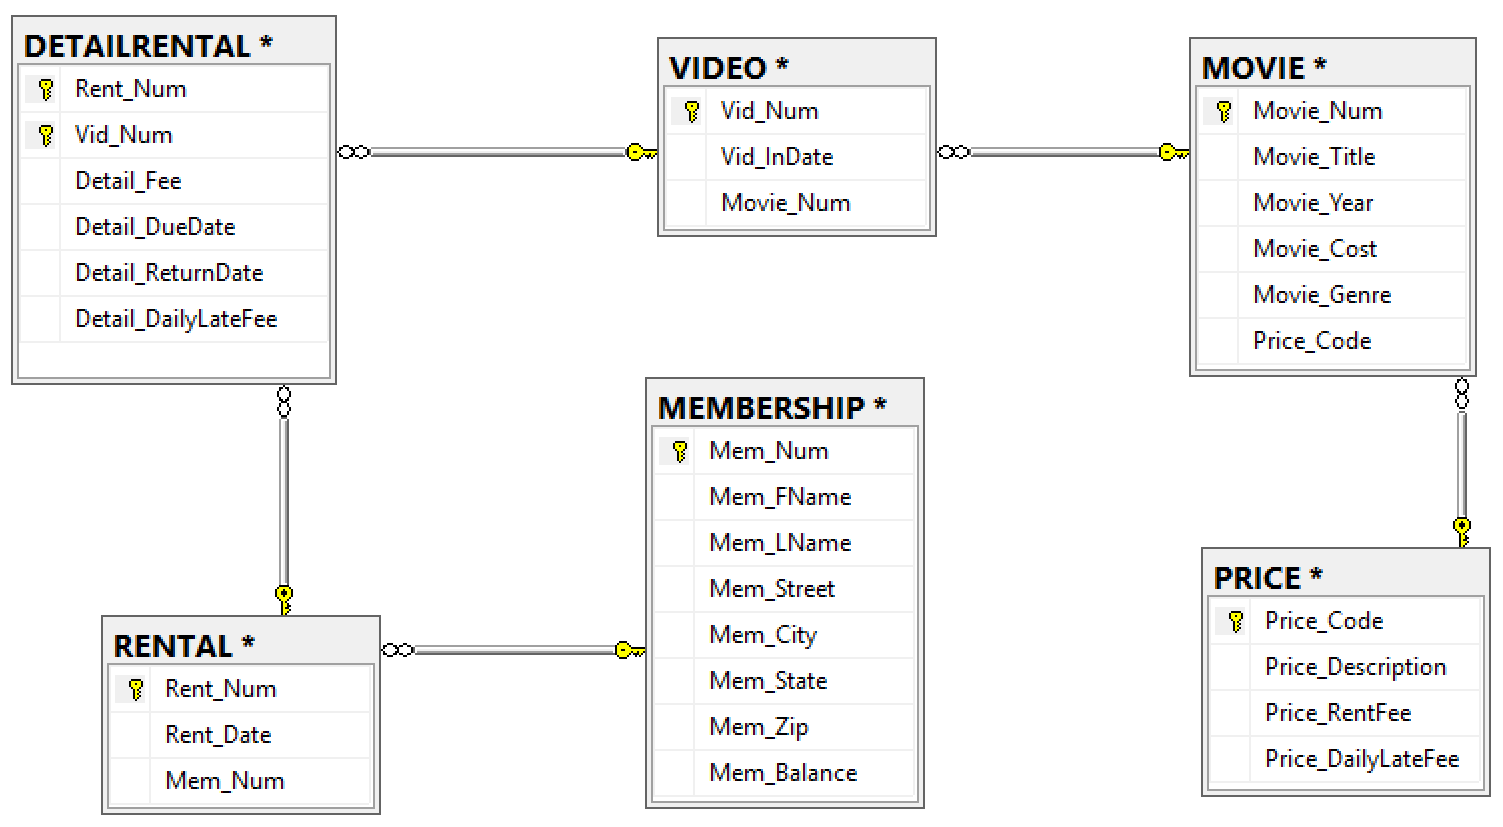 DETAILRENTAL *
Rent_Num
Vid_Num
Detail_Fee
Detail_DueDate
Detail_ReturnDate
Detail_DailyLateFee
VIDEO *
Vid_Num
Vid_InDate
Movie_Num
MOVIE *
Movie_Num
Movie_Title
Movie_Year
Movie_Cost
Movie_Genre
Price_Code
MEMBERSHIP *
Mem_Num
Mem_FName
Mem_LName
Mem_Street
Mem_City
Mem_State
Mem_Zip
Mem_Balance
RENTAL *
Rent_Num
Rent_Date
Mem_Num
PRICE *
Price_Code
Price_Description
Price_RentFee
Price_DailyLateFee